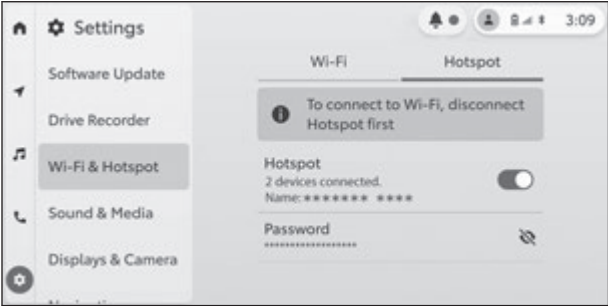 Settings
3:09
Software Update
Drive Recorder
Wi-Fi & Hotspot
Sound & Media
Displays & Camera
Wi-Fi
Hotspot
To connect to Wi-Fi, disconnect
Hotspot first
Hotspot
2 devices connected.
Name:******* ****
Password
******************